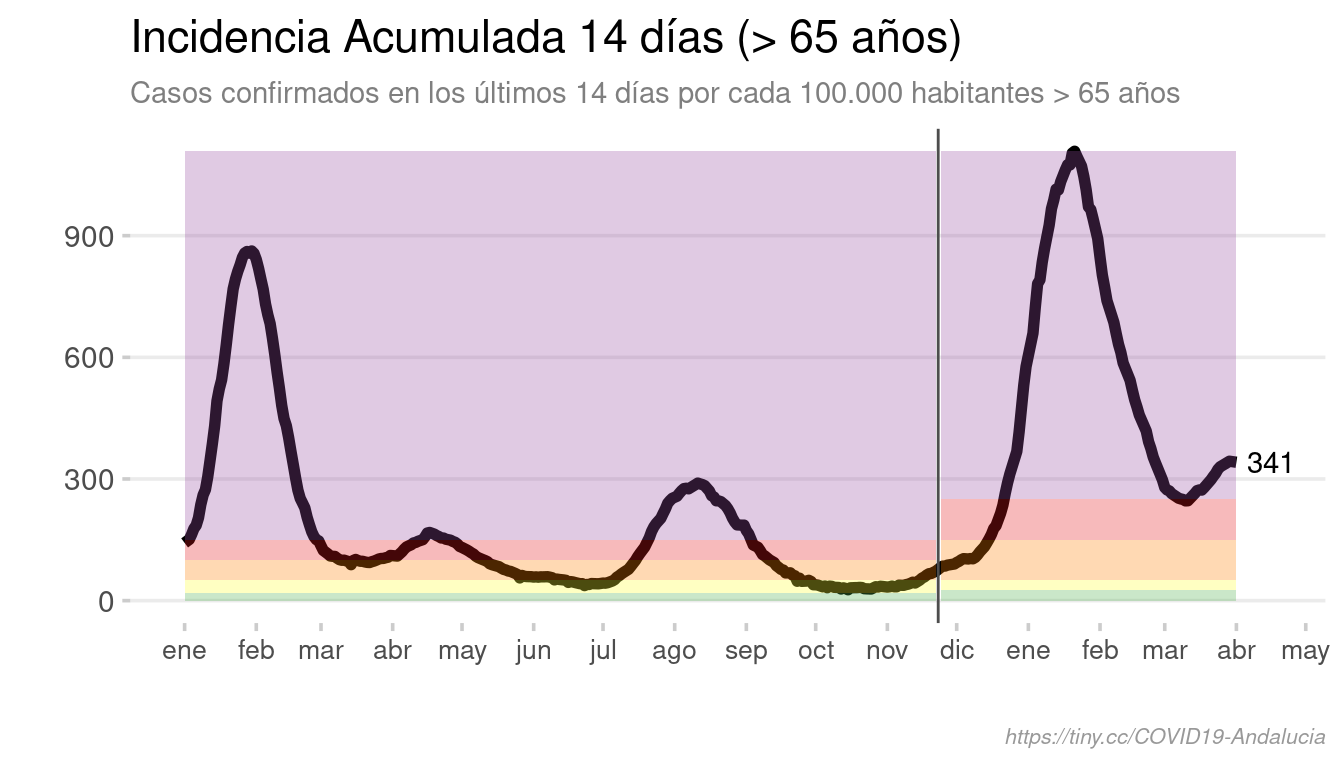 Incidencia Acumulada 14 días (> 65 años)
Casos confirmados en los últimos 14 días por cada 100.000 habitantes > 65 años
900
600
300
0
341
ene feb mar abr may jun jul ago sep oct nov dic ene feb mar abr may
https://tiny.cc/COVID19-Andalucia